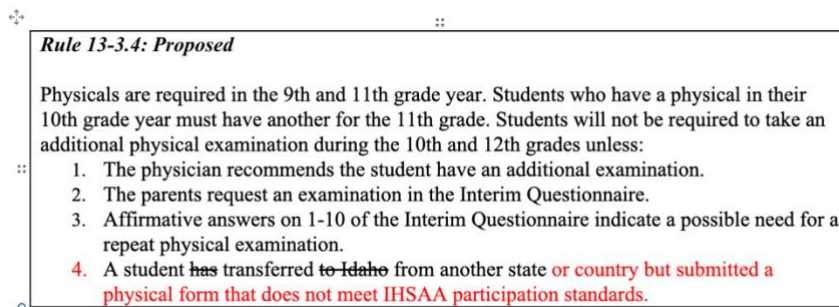 Rule 13-3.4: Proposed
Physicals are required in the 9th and 11th grade year. Students who have a physical in their
10th grade year must have another for the 11th grade. Students will not be required to take an
additional physical examination during the 10th and 12th grades unless:
1. The physician recommends the student have an additional examination.
2. The parents request an examination in the Interim Questionnaire.
3. Affirmative answers on 1-10 of the Interim Questionnaire indicate a possible need for a
repeat physical examination.
4. A student has transferred to Idaho from another state or country but submitted a
physical form that does not meet IHSAA participation standards.